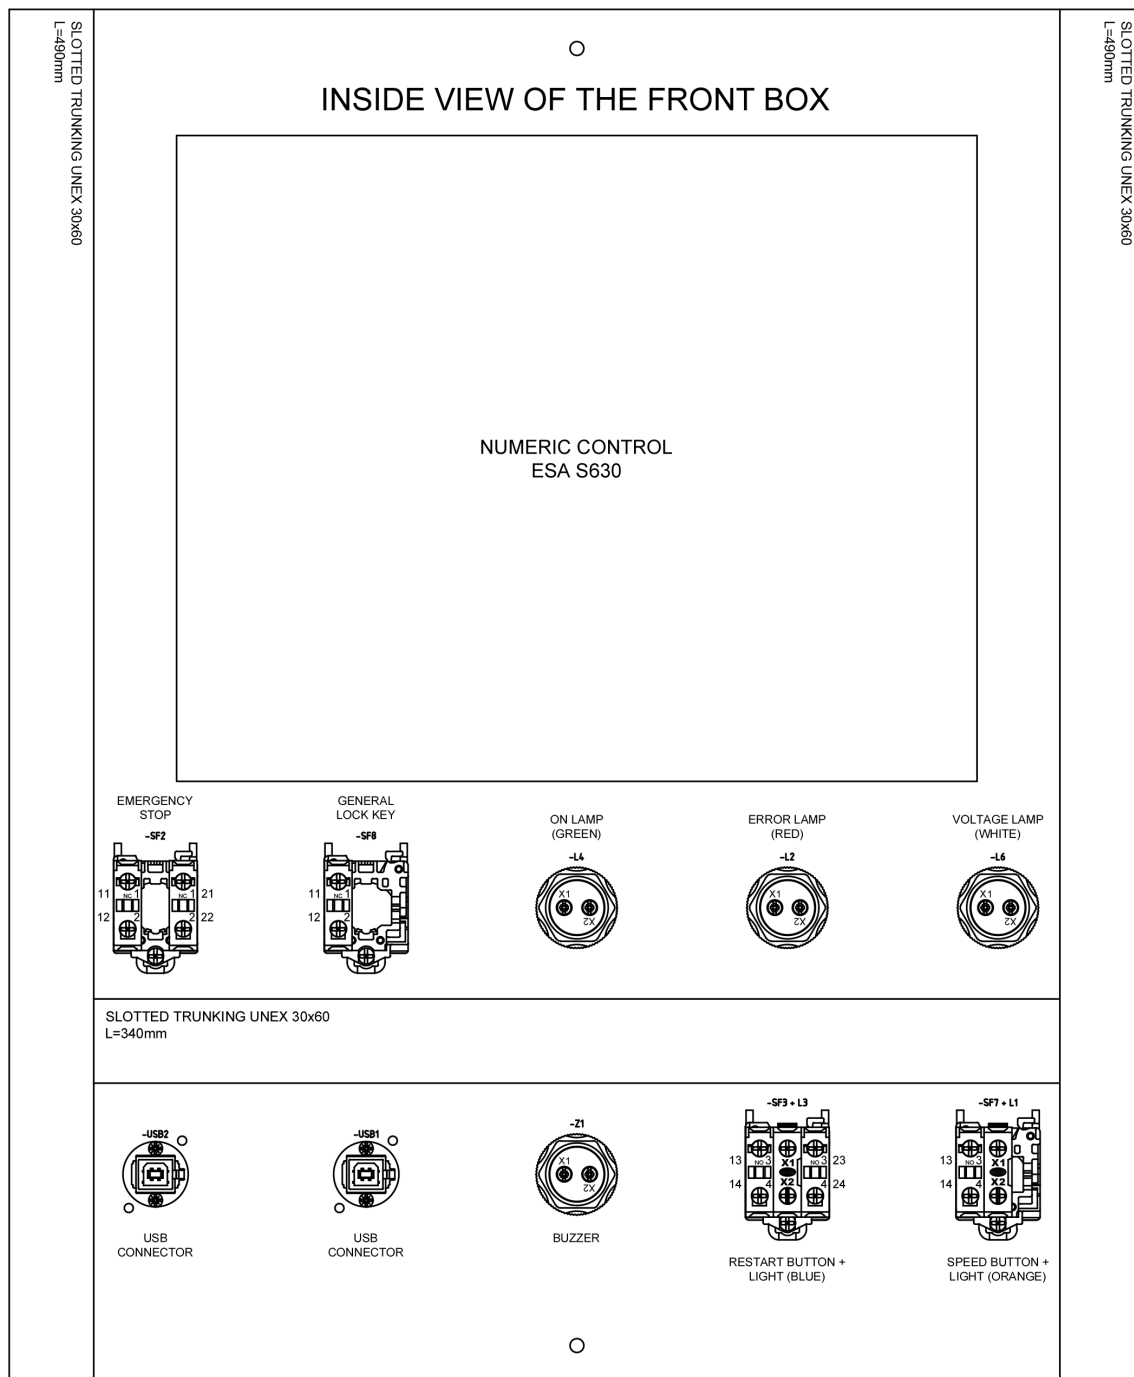 SLOTTED TRUNKING UNEX 30x60
L=490mm
SLOTTED TRUNKING UNEX 30x60
L=490mm
INSIDE VIEW OF THE FRONT BOX
NUMERIC CONTROL
ESA S630
EMERGENCY
STOP
-SF2
11 NC 1 NC 1 21
12 2 2 22
GENERAL
LOCK KEY
-SF8
11 NC 1
12 2
ON LAMP
(GREEN)
-L4
X1
X2
ERROR LAMP
(RED)
-L2
X1
X2
VOLTAGE LAMP
(WHITE)
-L6
X1
X2
SLOTTED TRUNKING UNEX 30x60
L=340mm
-USB2
USB
CONNECTOR
-USB1
USB
CONNECTOR
-Z1
X1
X2
BUZZER
-SF3 + L3
13 NO 3 X1 NO 3 23
14 4 X2 4 24
RESTART BUTTON +
LIGHT (BLUE)
-SF7 + L1
13 NO 3 X1
14 4 X2
SPEED BUTTON +
LIGHT (ORANGE)